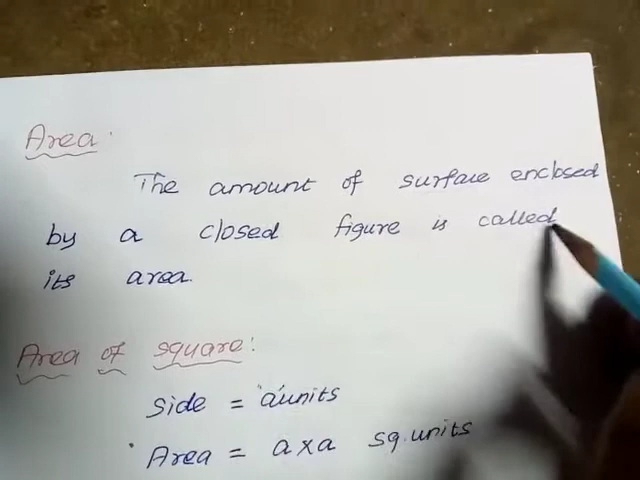 Area:
The amount of surface enclosed
by a closed figure is called
its area.
Area of square:
side = 'a'units
Area = axa sq.units